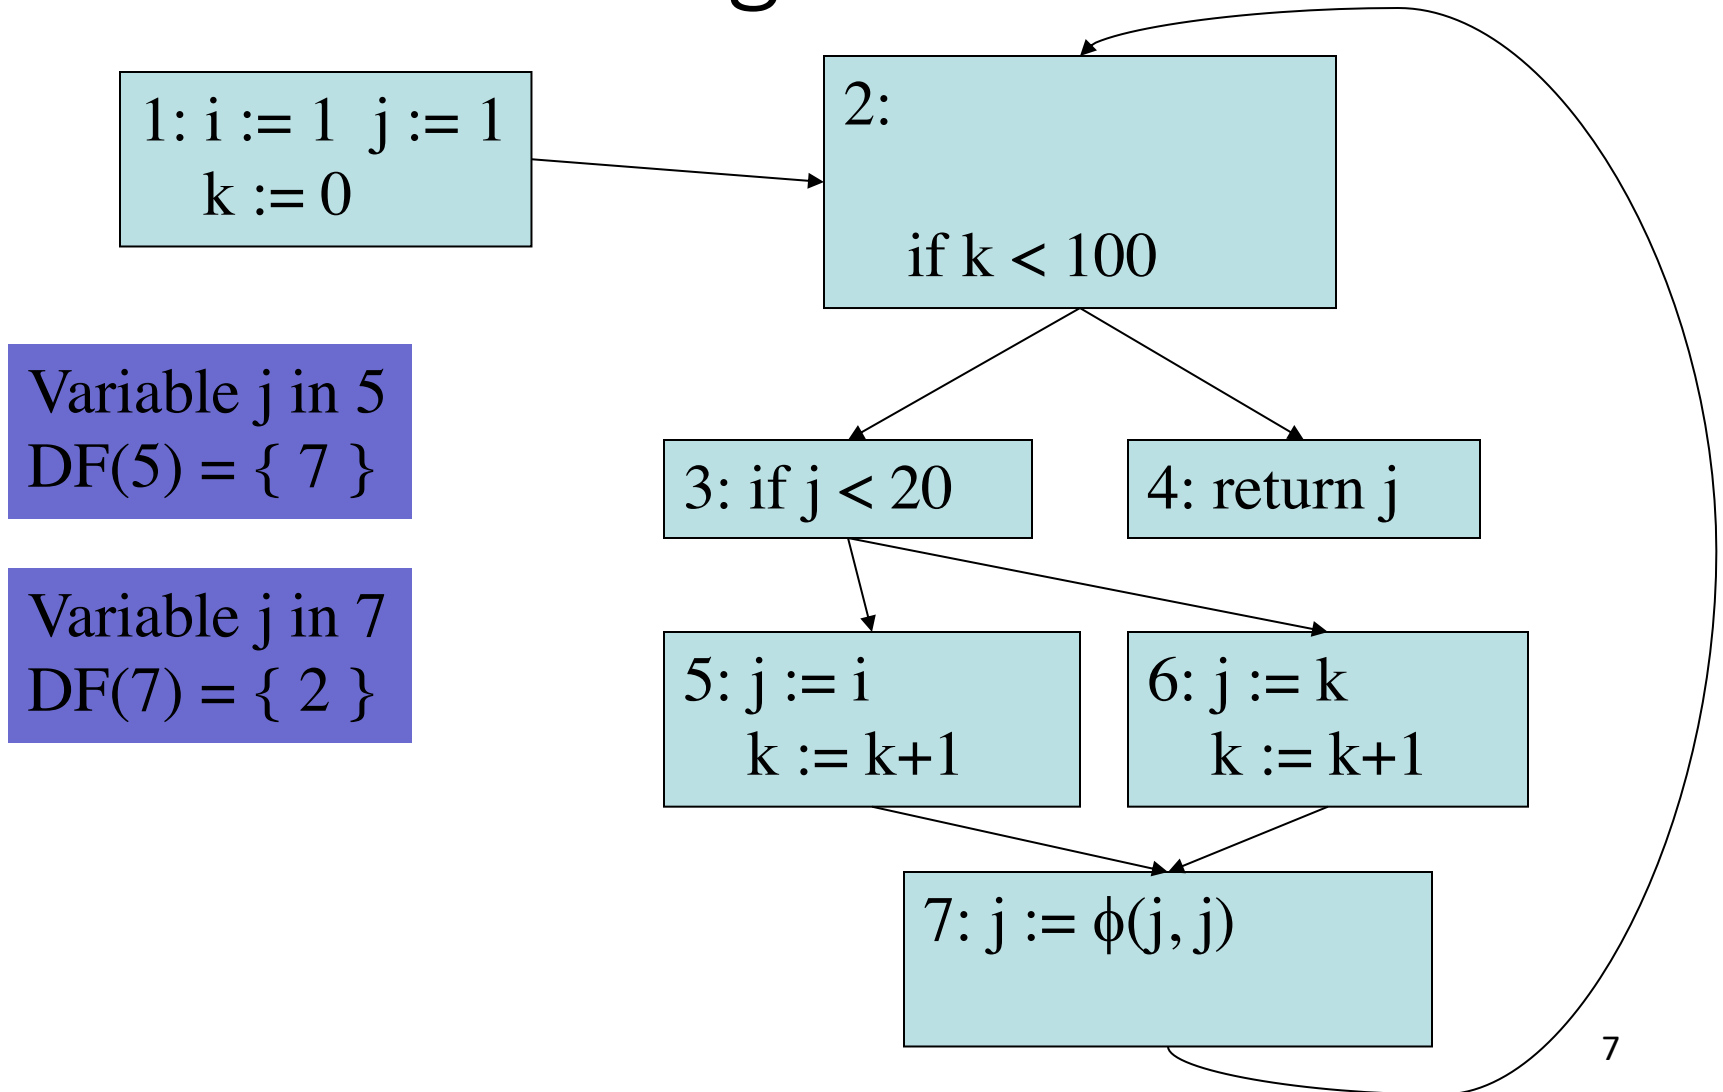 1: i := 1 j := 1
k := 0
2:
if k < 100
Variable j in 5
DF(5) = { 7 }
3: if j < 20
4: return j
Variable j in 7
DF(7) = { 2 }
5: j := i
k := k+1
6: j := k
k := k+1
7: j := ϕ(j, j)
7